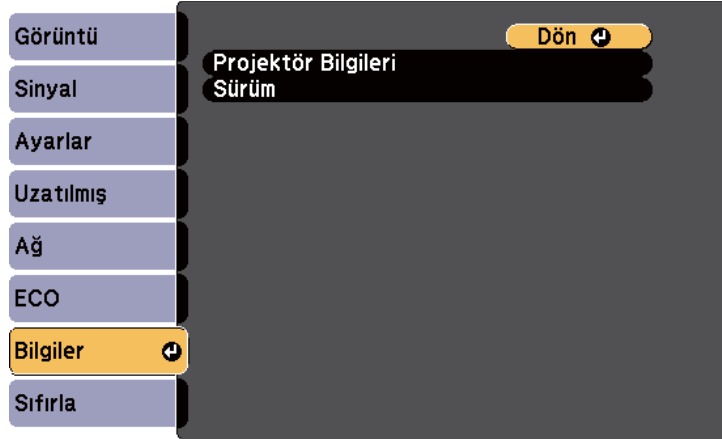 Görüntü
Sinyal
Ayarlar
Uzatılmış
Ağ
ECO
Bilgiler
Sıfırla
Dön
Projektör Bilgileri
Sürüm